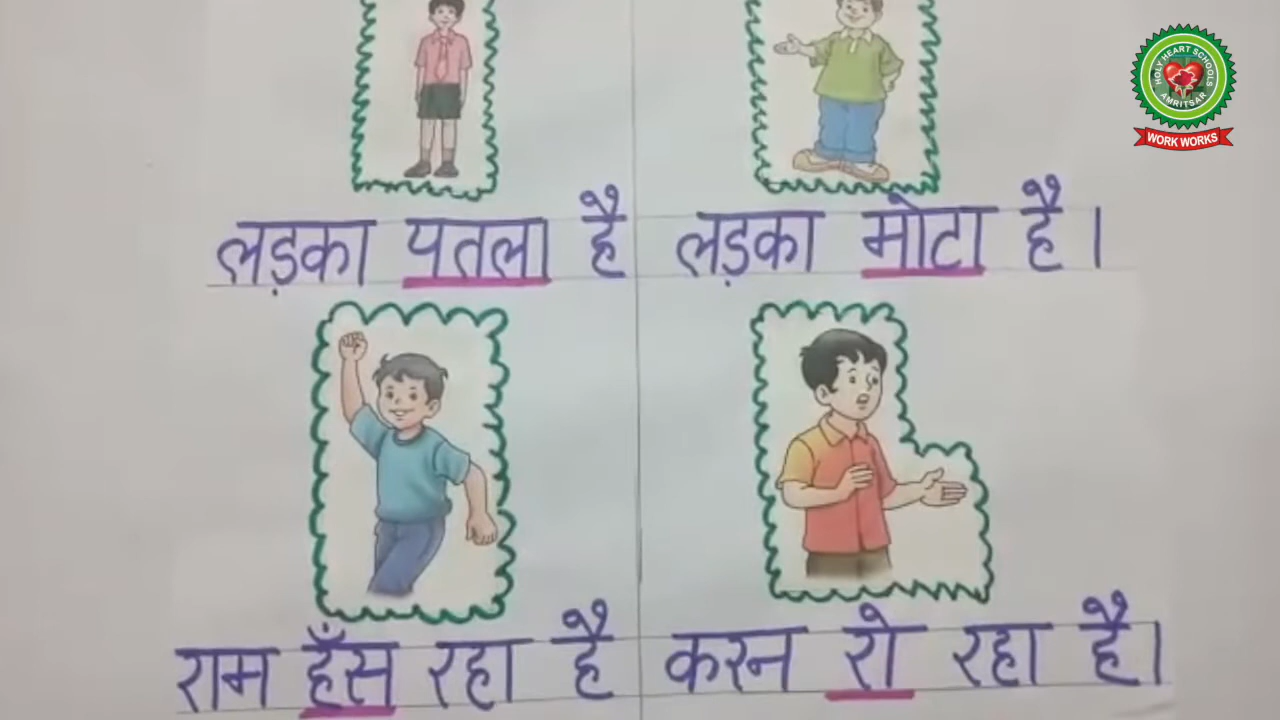 HOLY HEART SCHOOLS
AMRITSAR
WORK WORKS
लड़का पतला है लड़का मोटा है।
राम हँस रहा है करन रो रहा है।